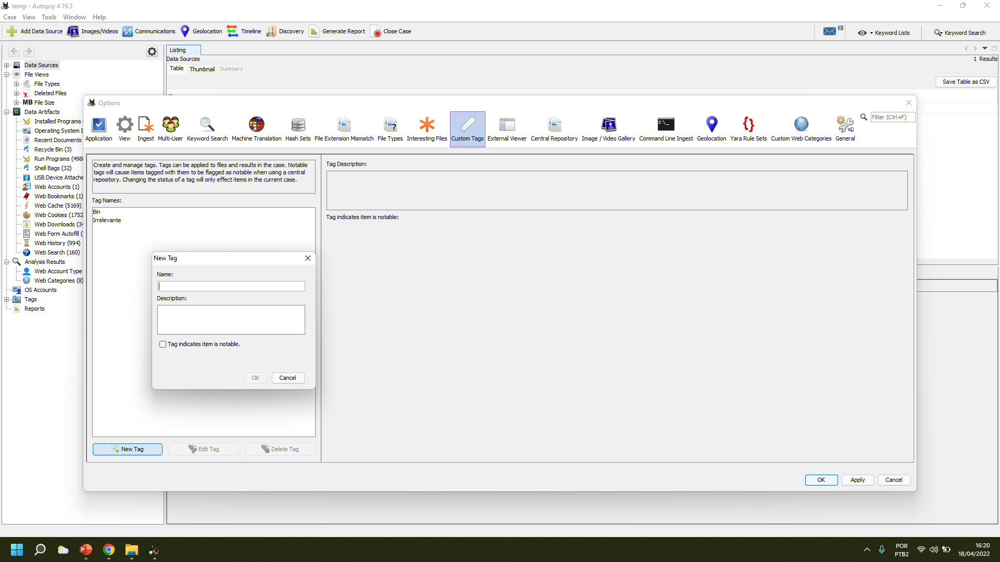 temp - Autopsy 4.19.3
Case View Tools Window Help
Add Data Source Images/Videos Communications Geolocation Timeline Discovery Generate Report Close Case 3 Keyword Lists Keyword Search
Listing
Data Sources
1 Results
Table Thumbnail Summary
Save Table as CSV
Data Sources
File Views
File Types
Deleted Files
MB File Size
Data Artifacts
Installed Programs
Operating System I
Recent Documents
Recycle Bin (3)
Run Programs (498
Shell Bags (32)
USB Device Attache
Web Accounts (1)
Web Bookmarks (1)
Web Cache (5169)
Web Cookies (1752
Web Downloads (34
Web Form Autofill (
Web History (994)
Web Search (160)
Analysis Results
Web Account Type
Web Categories (8)
OS Accounts
Tags
Reports
Options
Filter (Ctrl+F)
Application View Ingest Multi-User Keyword Search Machine Translation Hash Sets File Extension Mismatch File Types Interesting Files Custom Tags External Viewer Central Repository Image / Video Gallery Command Line Ingest Geolocation Yara Rule Sets Custom Web Categories General
Create and manage tags. Tags can be applied to files and results in the case. Notable
tags will cause items tagged with them to be flagged as notable when using a central
repository. Changing the status of a tag will only effect items in the current case.
Tag Names:
Bin
Irrelevante
Tag Description:
Tag indicates item is notable:
New Tag
Name:
Description:
Tag indicates item is notable.
OK Cancel
New Tag Edit Tag Delete Tag
OK Apply Cancel
POR
PTB2
16:20
18/04/2022